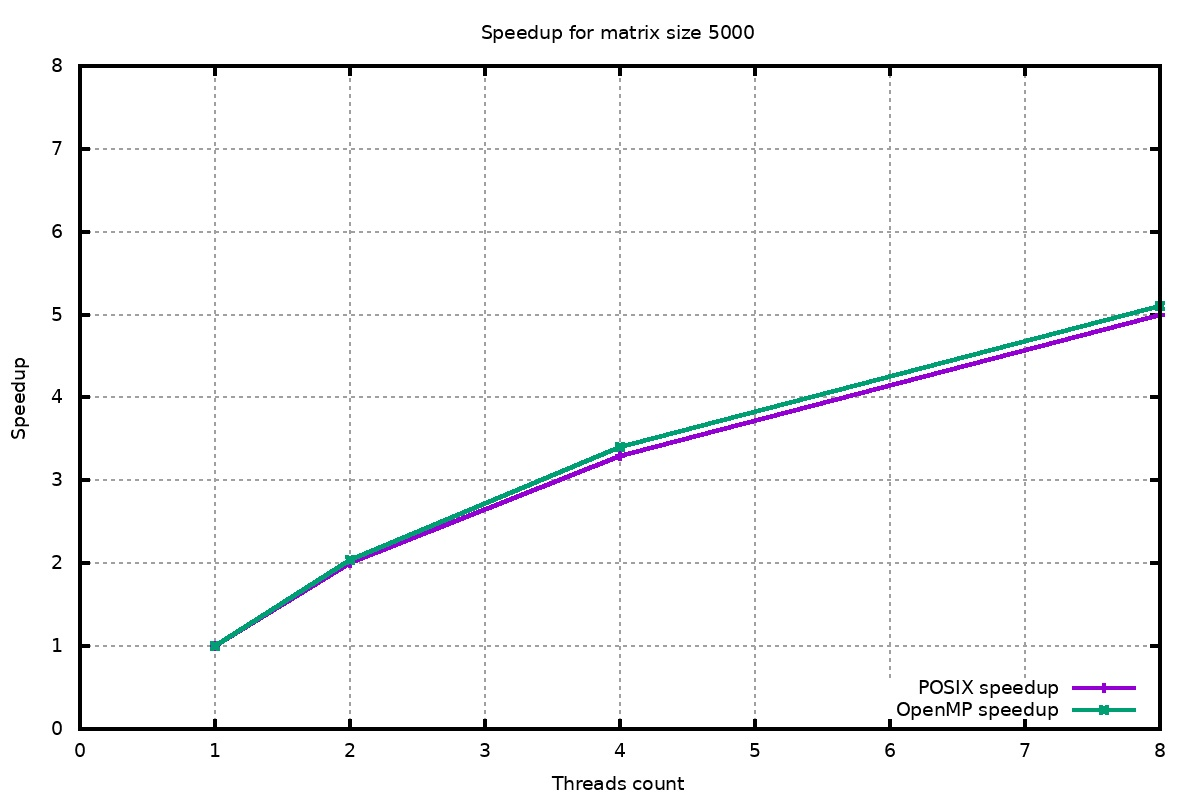 Speedup for matrix size 5000
8
7
6
5
4
3
2
1
0
Speedup
POSIX speedup
OpenMP speedup
0 1 2 3 4 5 6 7 8
Threads count